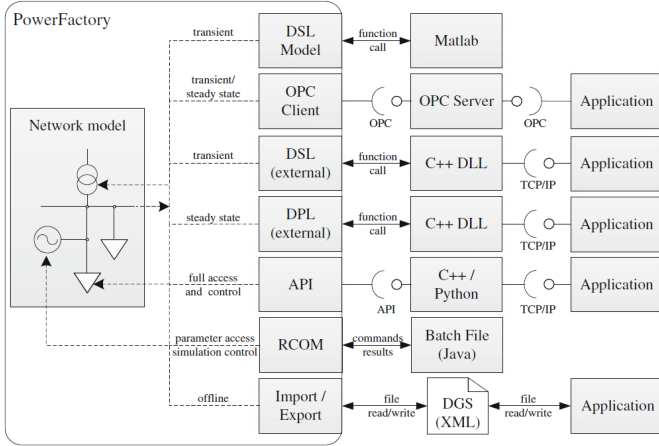 PowerFactory
Network model
transient
DSL
Model
function
call
Matlab
transient/
steady state
OPC
Client
OPC
OPC Server
OPC
Application
transient
DSL
(external)
function
call
C++ DLL
TCP/IP
Application
steady state
DPL
(external)
function
call
C++ DLL
TCP/IP
Application
full access
and control
API
API
C++ /
Python
TCP/IP
Application
parameter access
simulation control
RCOM
commands
results
Batch File
(Java)
offline
Import /
Export
file
read/write
DGS
(XML)
file
read/write
Application